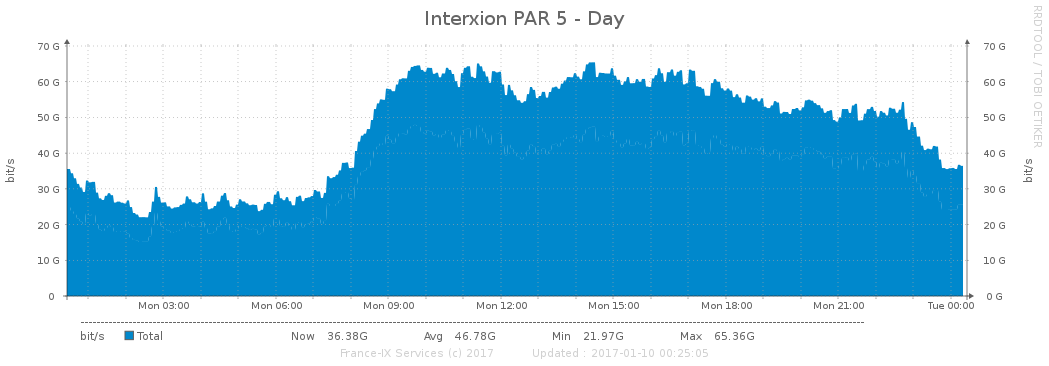 Interxion PAR 5 - Day
RRDTOOL / TOBI OETIKER
bit/s
70 G
60 G
50 G
40 G
30 G
20 G
10 G
0
70 G
60 G
50 G
40 G
30 G
20 G
10 G
0 G
bit/s
Mon 03:00 Mon 06:00 Mon 09:00 Mon 12:00 Mon 15:00 Mon 18:00 Mon 21:00 Tue 00:00
bit/s Total Now 36.38G Avg 46.78G Min 21.97G Max 65.36G
France-IX Services (c) 2017 Updated : 2017-01-10 00:25:05